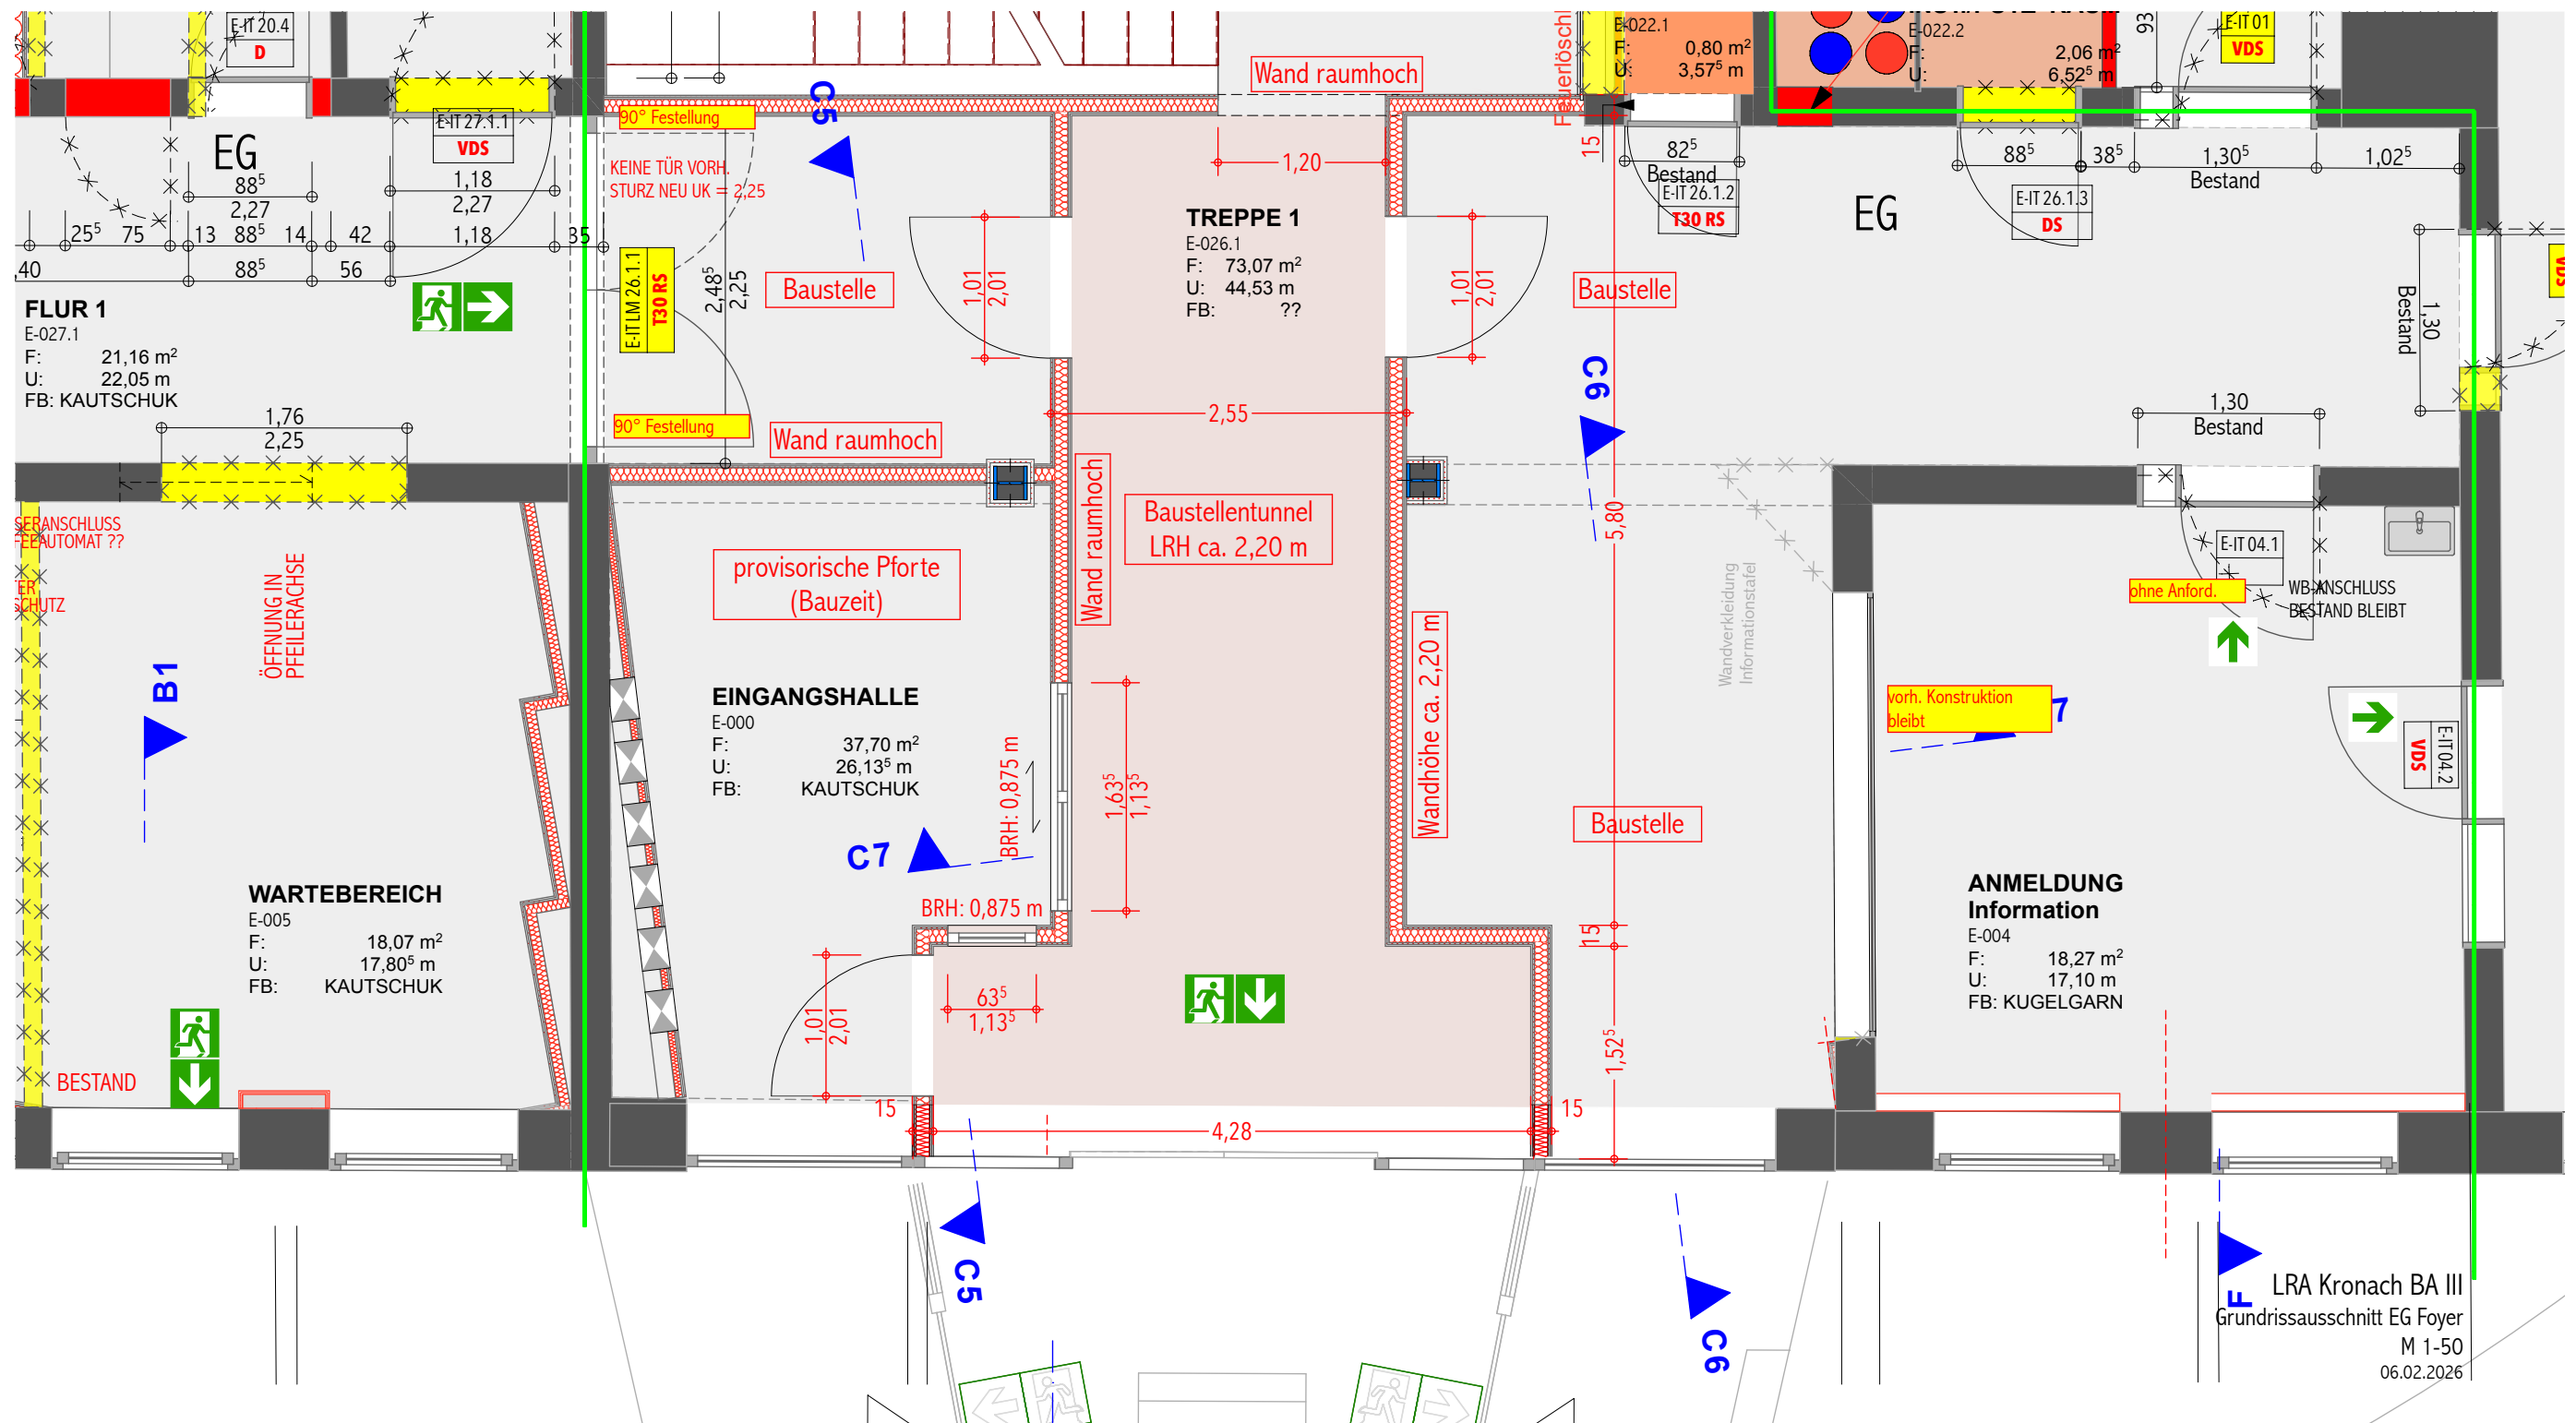 E-IT 20.4
D
EG
E-IT 27.1.1
VDS
88⁵
2,27
1,18
2,27
25⁵
75
13
88⁵
14
42
1,18
35
,40
88⁵
56
FLUR 1
E-027.1
F: 21,16 m²
U: 22,05 m
FB: KAUTSCHUK
1,76
2,25
90° Festellung
KEINE TÜR VORH.
STURZ NEU UK = 2,25
E-IT LM 26.1.1
T30 RS
2,48⁵
2,25
90° Festellung
C5
Baustelle
Wand raumhoch
1,01
2,01
Wand raumhoch
1,20
TREPPE 1
E-026.1
F: 73,07 m²
U: 44,53 m
FB: ??
1,01
2,01
2,55
Feuerlösch
E-022.1
F: 0,80 m²
U: 3,57⁵ m
15
82⁵
Bestand
E-IT 26.1.2
T30 RS
Baustelle
C6
E-022.2
F: 2,06 m²
U: 6,52⁵ m
93
E-IT 01
VDS
88⁵
38⁵
1,30⁵
Bestand
1,02⁵
E-IT 26.1.3
DS
EG
1,30
Bestand
VDS
1,30
Bestand
SERANSCHLUSS
FEEAUTOMAT ??
ER
SCHUTZ
ÖFFNUNG IN
PFEILERACHSE
B1
WARTEBEREICH
E-005
F: 18,07 m²
U: 17,80⁵ m
FB: KAUTSCHUK
BESTAND
provisorische Pforte
(Bauzeit)
EINGANGSHALLE
E-000
F: 37,70 m²
U: 26,13⁵ m
FB: KAUTSCHUK
C7
BRH: 0,875 m
BRH: 0,875 m
Wand raumhoch
Baustellentunnel
LRH ca. 2,20 m
1,63⁵
1,13⁵
63⁵
1,13⁵
1,01
2,01
15
4,28
15
Wandhöhe ca. 2,20 m
5,80
15
1,52⁵
Baustelle
Wandverkleidung
Informationstafel
E-IT 04.1
ohne Anford.
WB-ANSCHLUSS
BESTAND BLEIBT
vorh. Konstruktion
bleibt
7
E-IT 04.2
VDS
ANMELDUNG
Information
E-004
F: 18,27 m²
U: 17,10 m
FB: KUGELGARN
C5
C6
F
LRA Kronach BA III
Grundrissausschnitt EG Foyer
M 1-50
06.02.2026